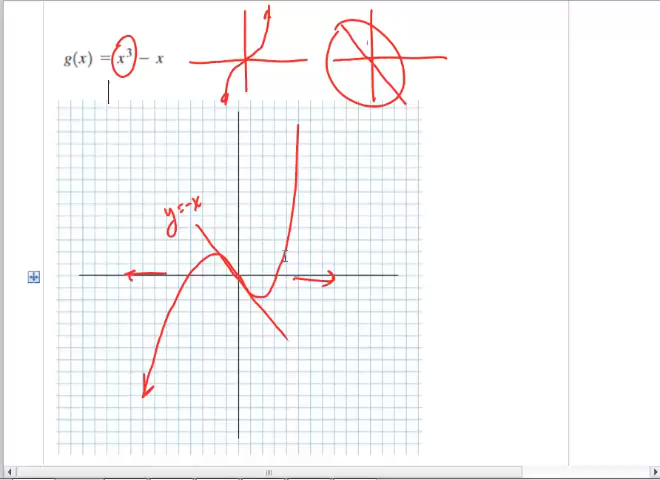 g(x) = x³ − x
y=-x